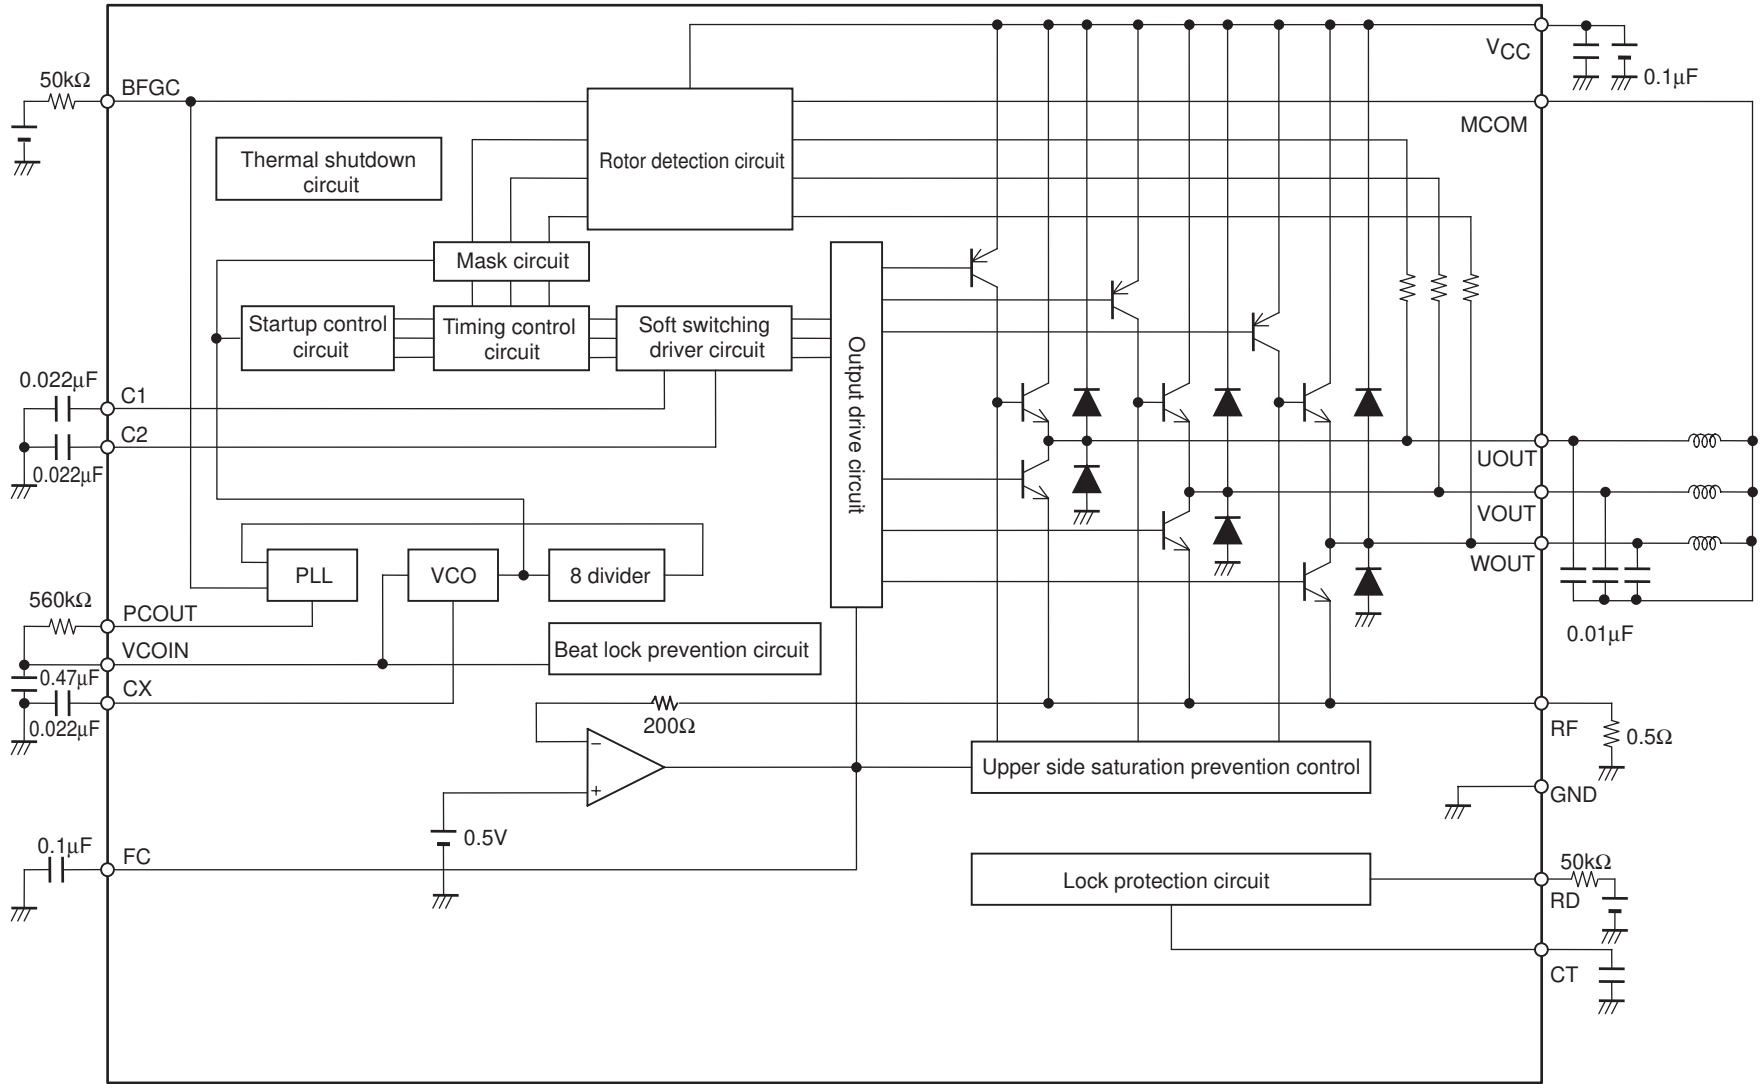 VCC
0.1µF
50kΩ
BFGC
MCOM
Thermal shutdown
circuit
Rotor detection circuit
Mask circuit
Startup control
circuit
Timing control
circuit
Soft switching
driver circuit
Output drive circuit
0.022µF
C1
C2
0.022µF
UOUT
VOUT
WOUT
PLL
VCO
8 divider
560kΩ
PCOUT
0.01µF
VCOIN
Beat lock prevention circuit
0.47µF
CX
0.022µF
200Ω
RF
0.5Ω
−
+
Upper side saturation prevention control
GND
0.5V
0.1µF
FC
Lock protection circuit
50kΩ
RD
CT